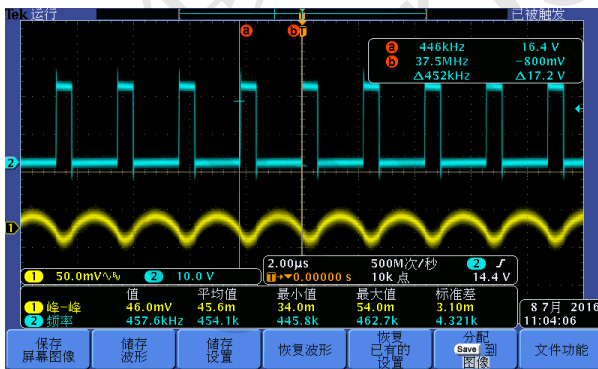 Tek 运行 已被触发
a b T
a 446kHz 16.4 V
b 37.5MHz −800mV
Δ452kHz Δ17.2 V
2
1
1 50.0mV∿ᴮw 2 10.0 V
2.00μs 500M次/秒 2 ∫
T→▼0.00000 s 10k 点 14.4 V
值 平均值 最小值 最大值 标准差
1 峰−峰 46.0mV 45.6m 34.0m 54.0m 3.10m
2 频率 457.6kHz 454.1k 445.8k 462.7k 4.321k
8 7月 2016
11:04:06
保存
屏幕图像
储存
波形
储存
设置
恢复波形
恢复
已有的
设置
分配
Save 到
图像
文件功能